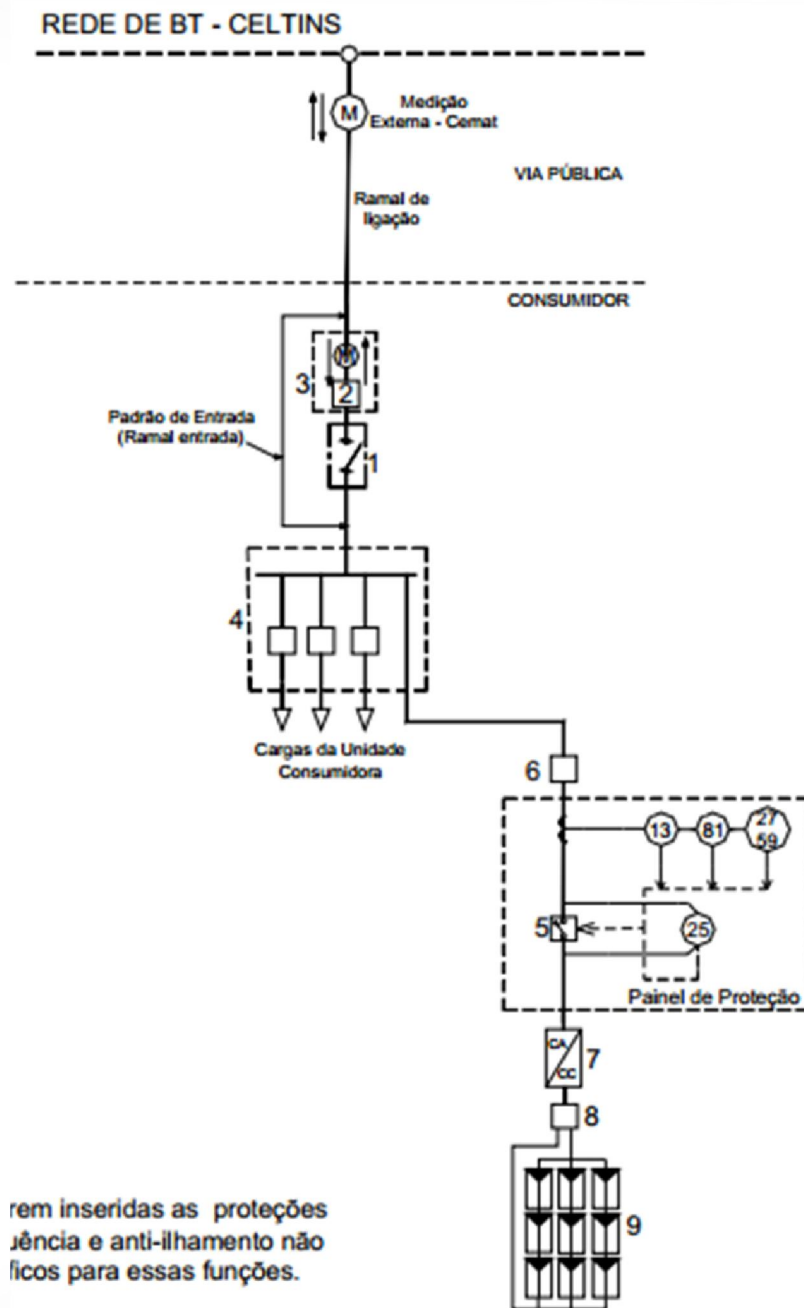 REDE DE BT - CELTINS
M
Medição
Externa - Cemat
VIA PÚBLICA
Ramal de
ligação
CONSUMIDOR
M
3
2
Padrão de Entrada
(Ramal entrada)
1
4
Cargas da Unidade
Consumidora
6
13
81
27
59
5
25
Painel de Proteção
CA
CC
7
8
9
rem inseridas as proteções
uência e anti-ilhamento não
ficos para essas funções.